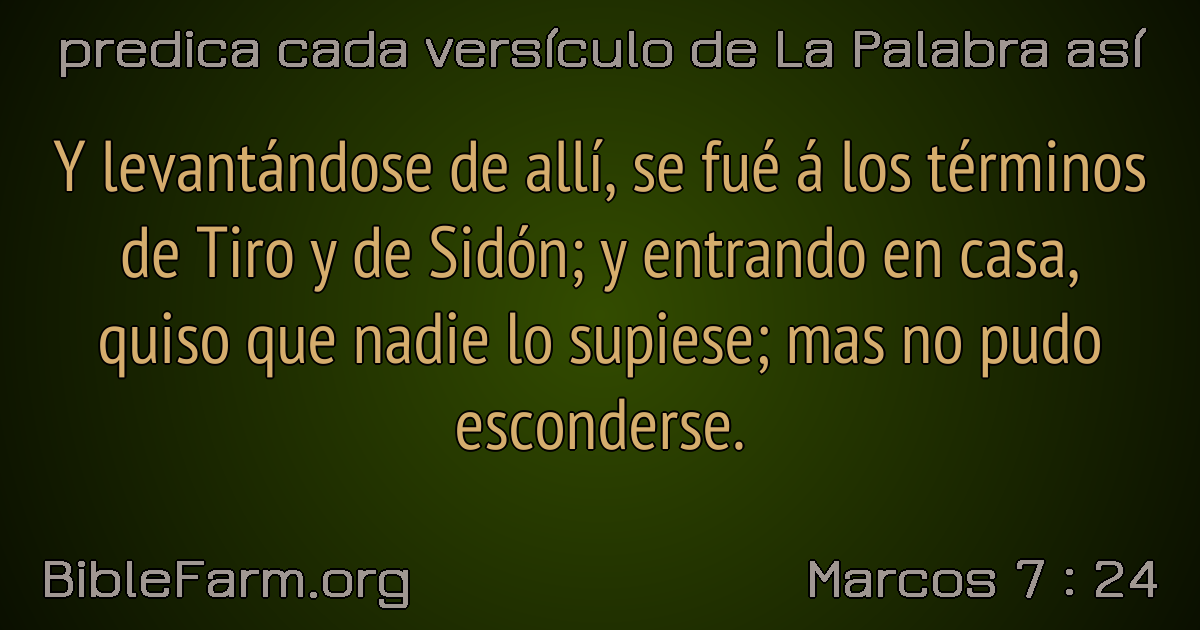 predica cada versículo de La Palabra así
Y levantándose de allí, se fué á los términos
de Tiro y de Sidón; y entrando en casa,
quiso que nadie lo supiese; mas no pudo
esconderse.
BibleFarm.org
Marcos 7 : 24